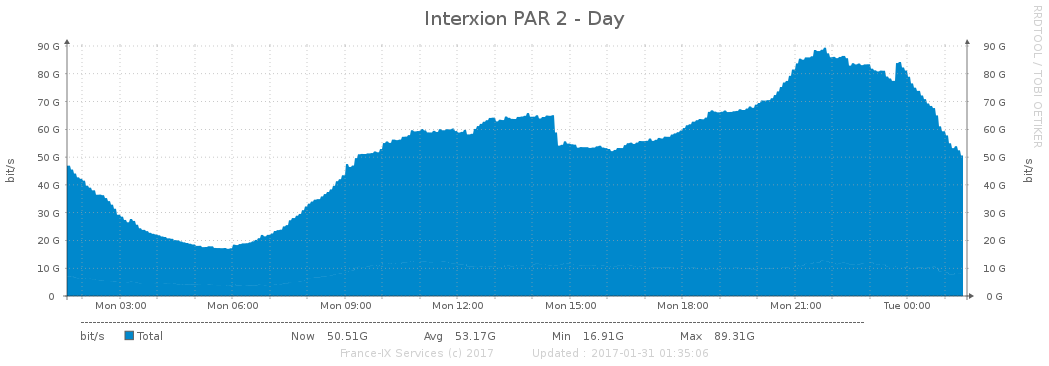 Interxion PAR 2 - Day
RRDTOOL / TOBI OETIKER
90 G 90 G
80 G 80 G
70 G 70 G
60 G 60 G
50 G 50 G
40 G 40 G
30 G 30 G
20 G 20 G
10 G 10 G
0 0 G
bit/s bit/s
Mon 03:00 Mon 06:00 Mon 09:00 Mon 12:00 Mon 15:00 Mon 18:00 Mon 21:00 Tue 00:00
bit/s Total Now 50.51G Avg 53.17G Min 16.91G Max 89.31G
France-IX Services (c) 2017 Updated : 2017-01-31 01:35:06